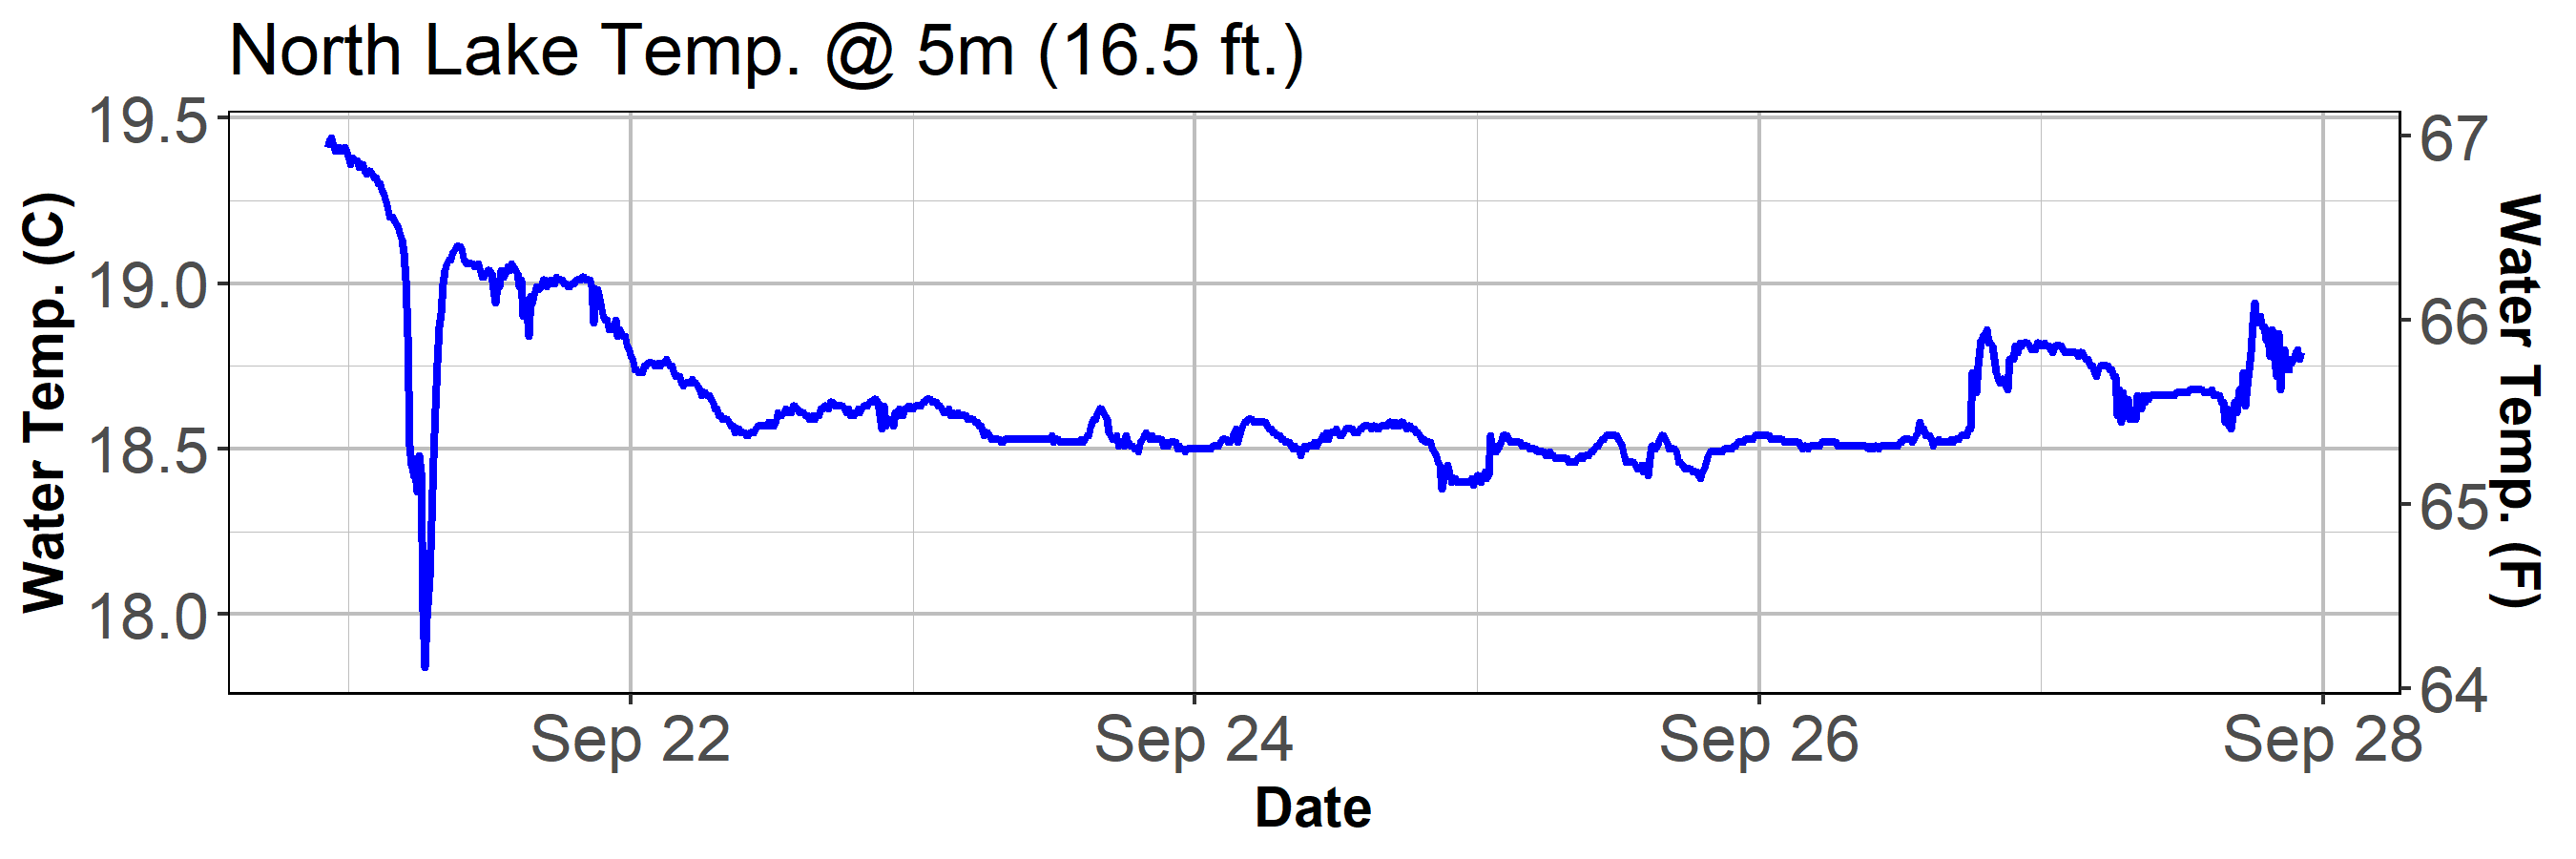 North Lake Temp. @ 5m (16.5 ft.)
Water Temp. (C)
19.5
19.0
18.5
18.0
67
66
65
64
Water Temp. (F)
Sep 22 Sep 24 Sep 26 Sep 28
Date